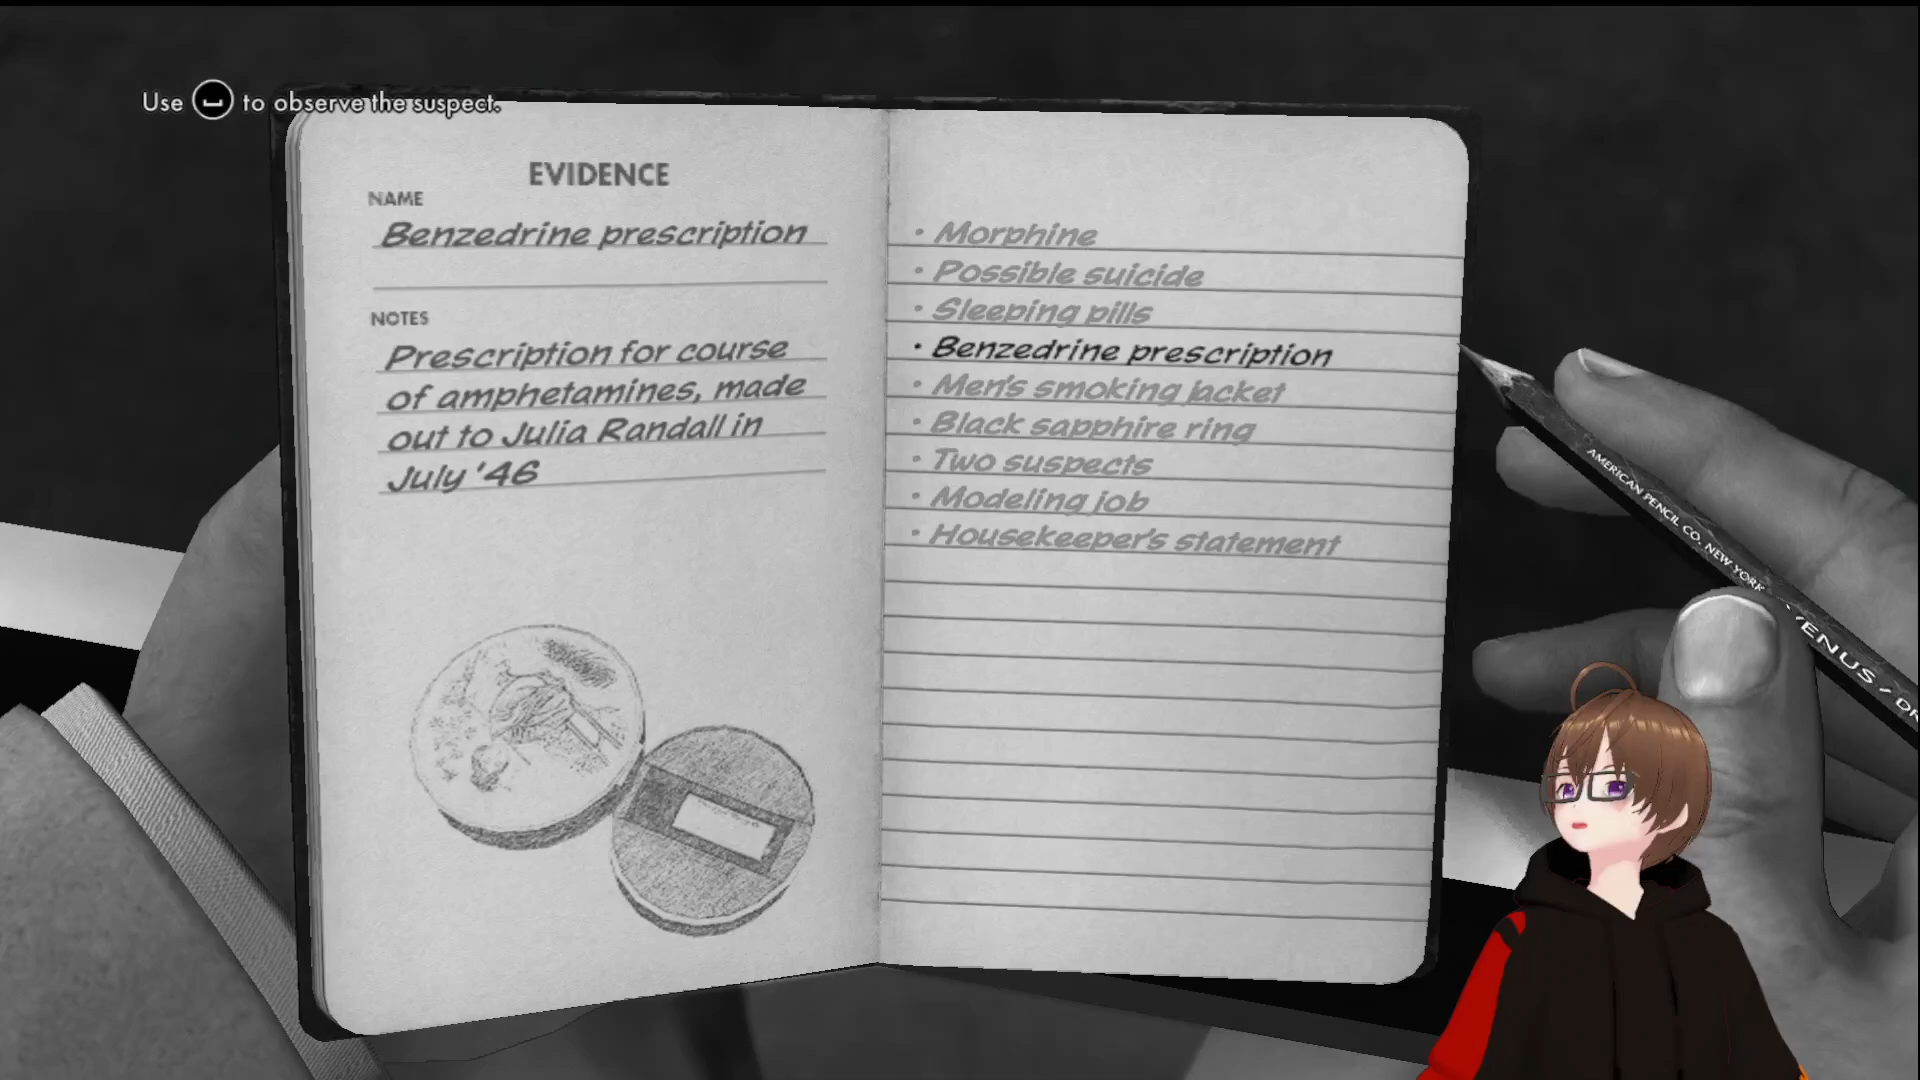 Use to observe the suspect.
EVIDENCE
NAME
Benzedrine prescription
NOTES
Prescription for course
of amphetamines, made
out to Julia Randall in
July '46
• Morphine
• Possible suicide
• Sleeping pills
• Benzedrine prescription
• Men's smoking jacket
• Black sapphire ring
• Two suspects
• Modeling job
• Housekeeper's statement
AMERICAN PENCIL CO. NEW YORK
VENUS / DR